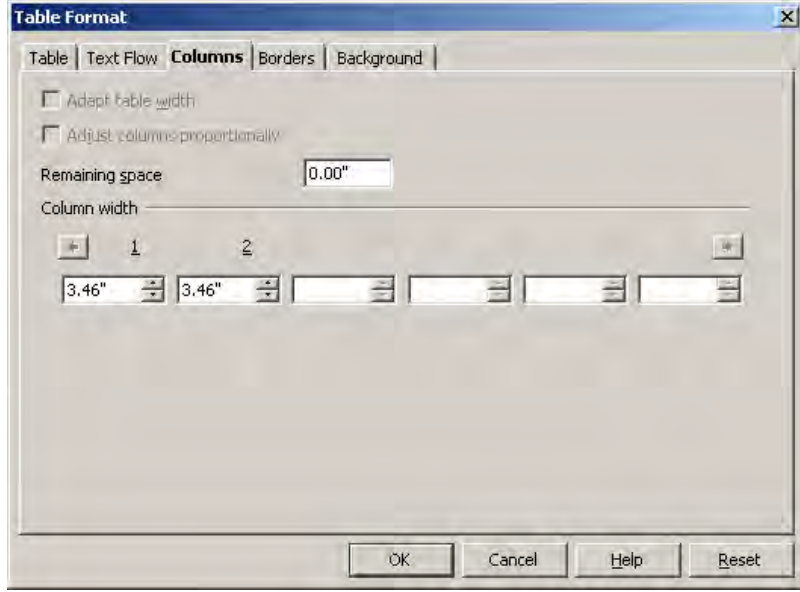 Table Format
Table Text Flow Columns Borders Background
Adapt table width
Adjust columns proportionally
Remaining space 0.00"
Column width
1 2
3.46" 3.46"
OK Cancel Help Reset